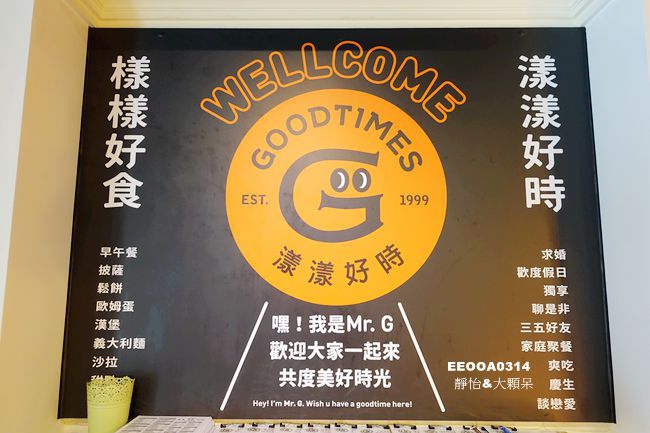 WELLCOME
GOODTIMES
EST. 1999
G
漾漾好時
樣樣好食
早午餐
披薩
鬆餅
歐姆蛋
漢堡
義大利麵
沙拉
漾漾好時
求婚
歡度假日
獨享
聊是非
三五好友
家庭聚餐
爽吃
慶生
談戀愛
嘿！我是Mr. G
歡迎大家一起來
共度美好時光
Hey! I'm Mr. G. Wish u have a goodtime here!
EEOOA0314
靜怡&大顆呆